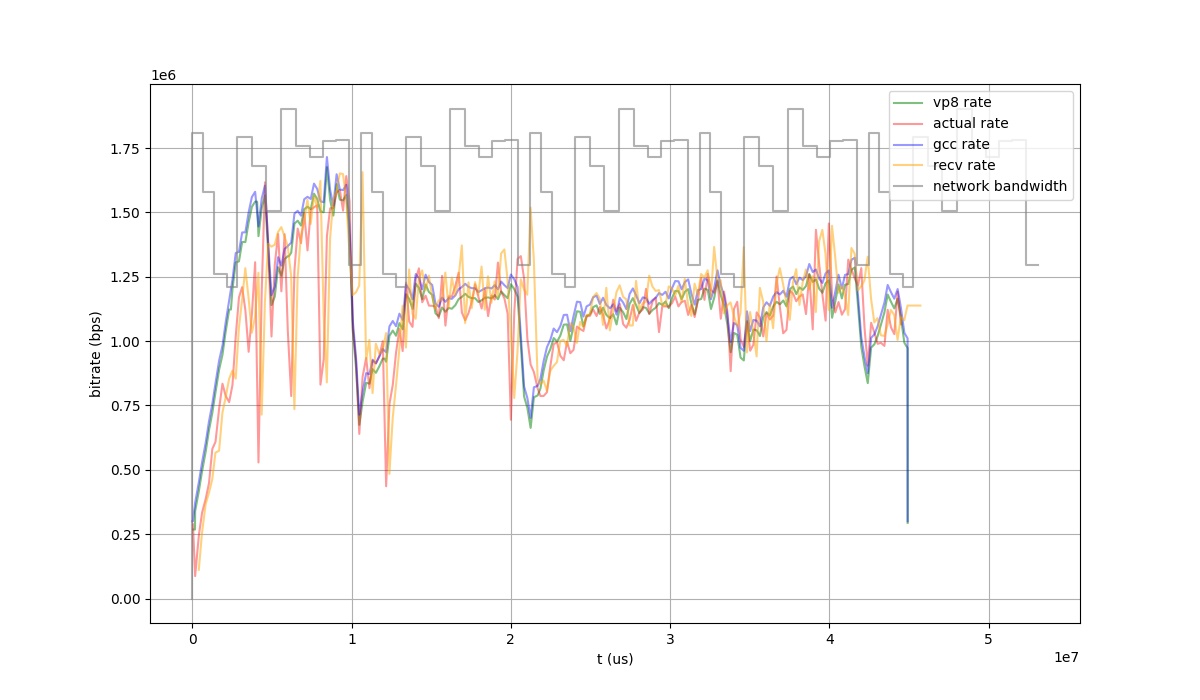 1e6
1.75
1.50
1.25
1.00
0.75
0.50
0.25
0.00
bitrate (bps)
vp8 rate
actual rate
gcc rate
recv rate
network bandwidth
0 1 2 3 4 5
t (us)
1e7